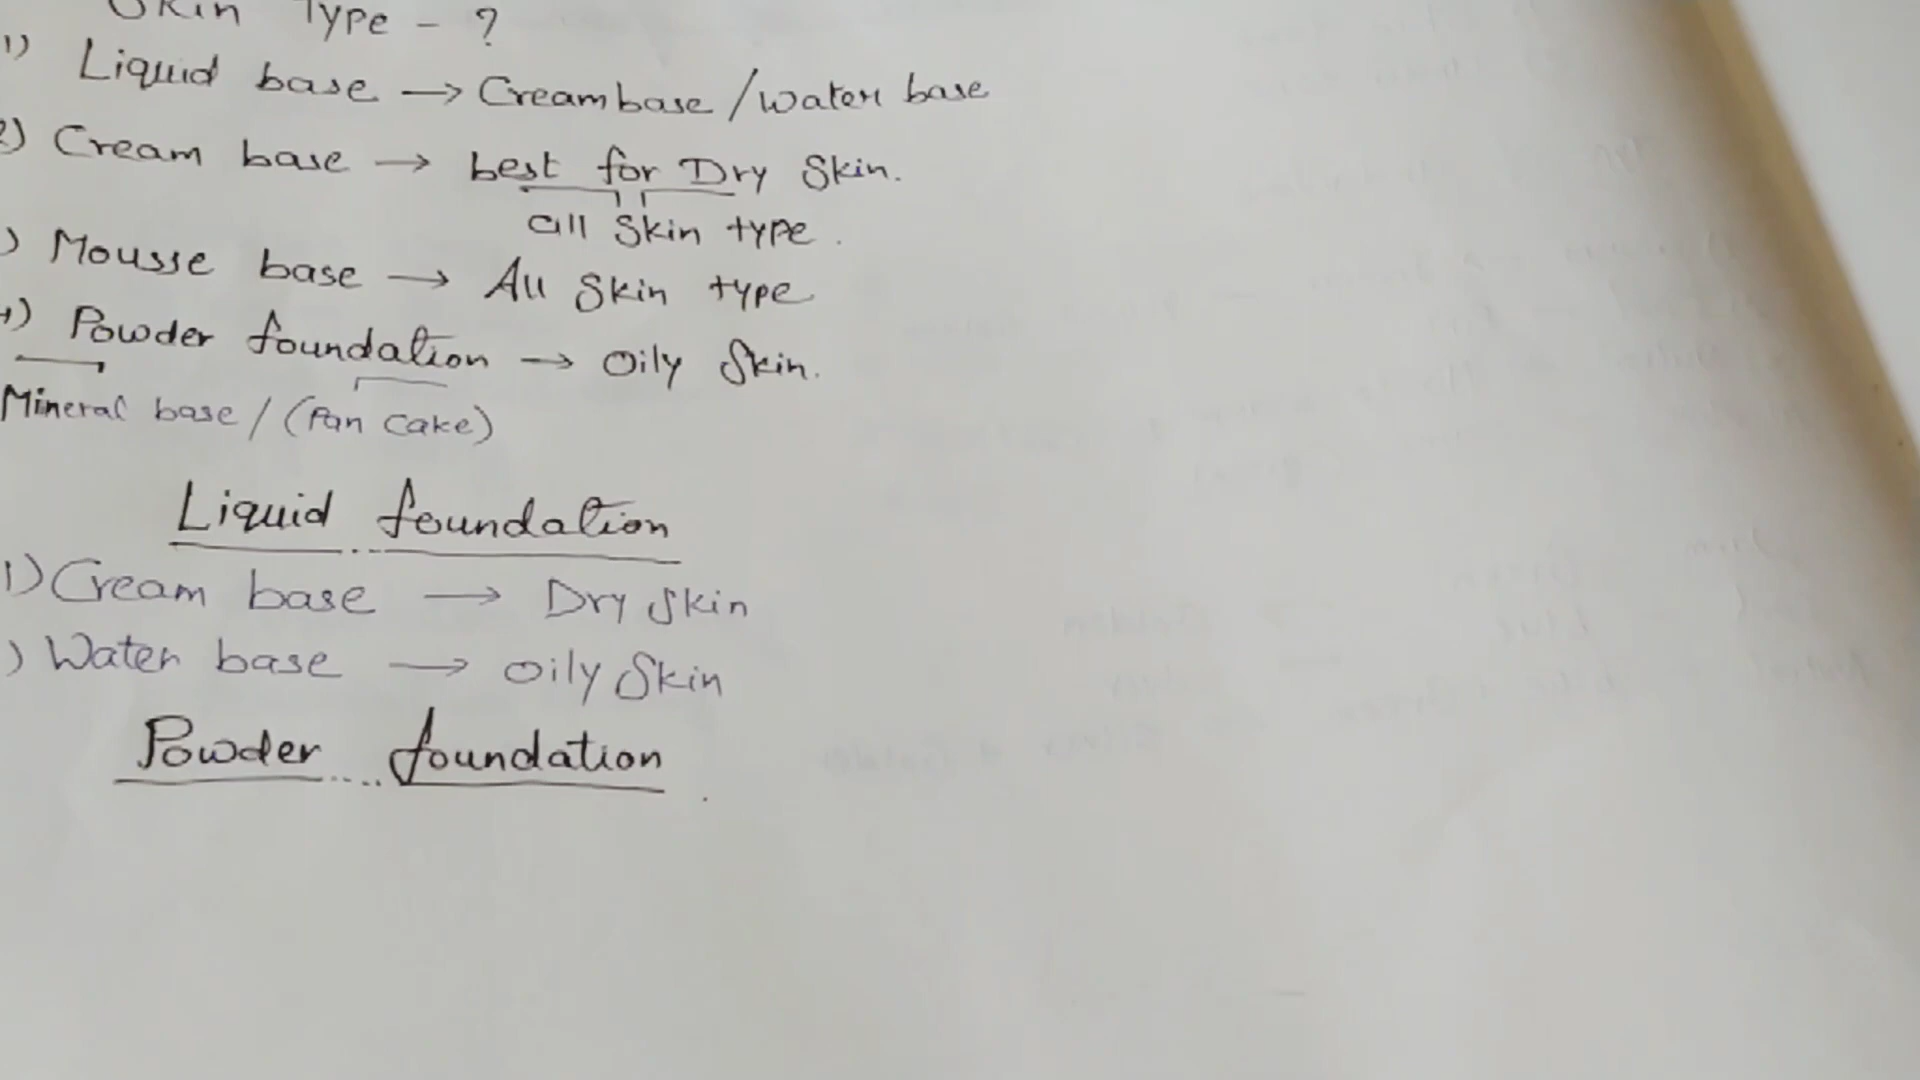 Skin Type - ?
1) Liquid base → Cream base / water base
2) Cream base → best for Dry Skin.
all skin type.
) Mousse base → All skin type
4) Powder foundation → Oily Skin.
Mineral base / (Pan cake)
Liquid foundation
1) Cream base → Dry skin
) Water base → Oily Skin
Powder foundation